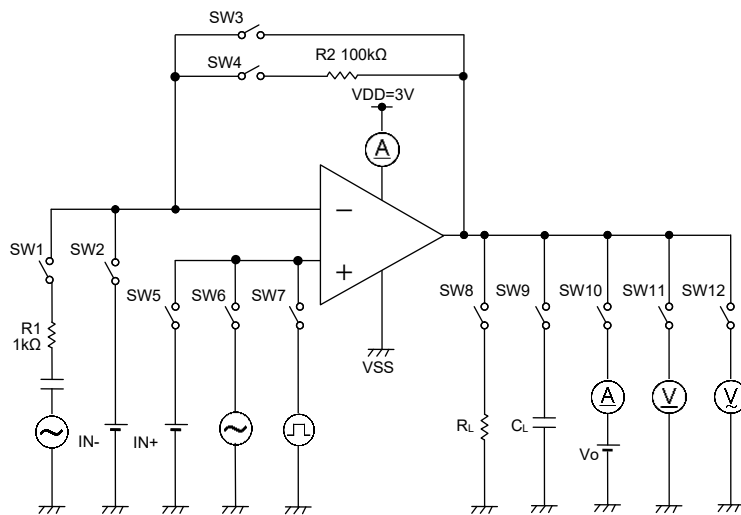 SW3
R2 100kΩ
SW4
VDD=3V
A
SW1
SW2
SW5
SW6
SW7
SW8
SW9
SW10
SW11
SW12
VSS
R1
1kΩ
IN-
IN+
RL
CL
A
V
V
Vo